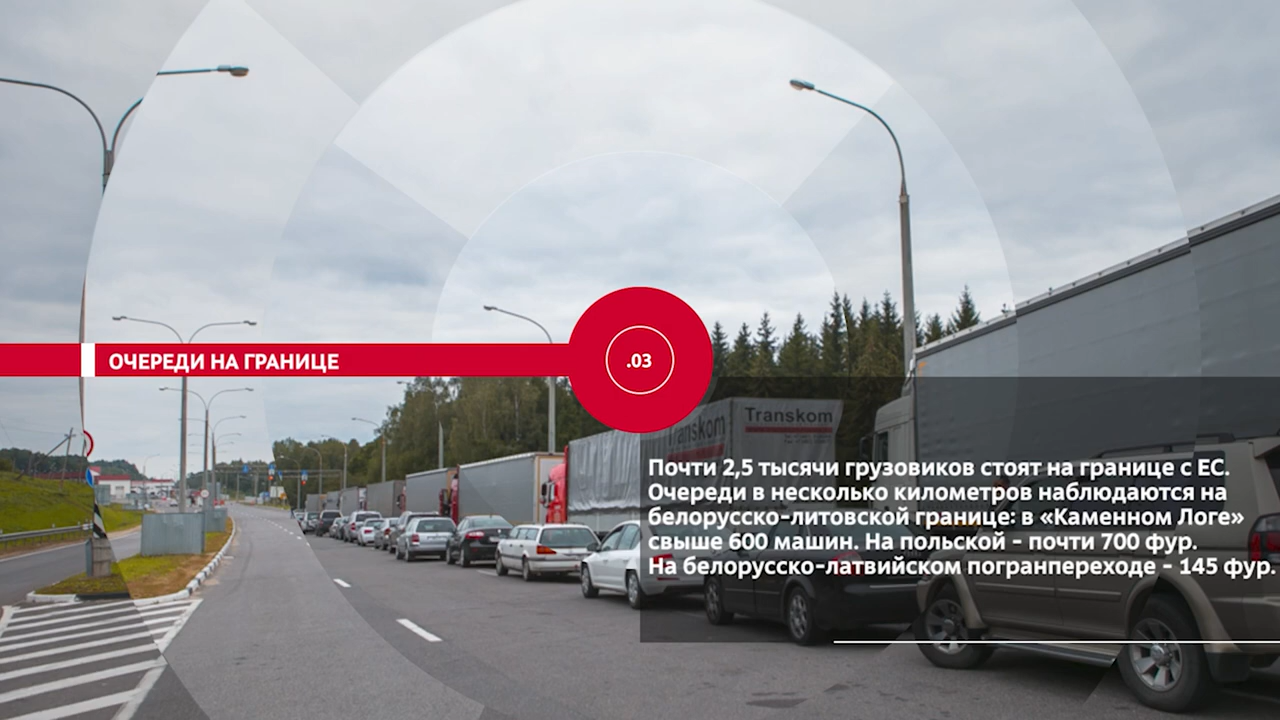 ОЧЕРЕДИ НА ГРАНИЦЕ
.03
Transkom
Transkom
Почти 2,5 тысячи грузовиков стоят на границе с ЕС.
Очереди в несколько километров наблюдаются на
белорусско-литовской границе: в «Каменном Логе»
свыше 600 машин. На польской - почти 700 фур.
На белорусско-латвийском погранпереходе - 145 фур.